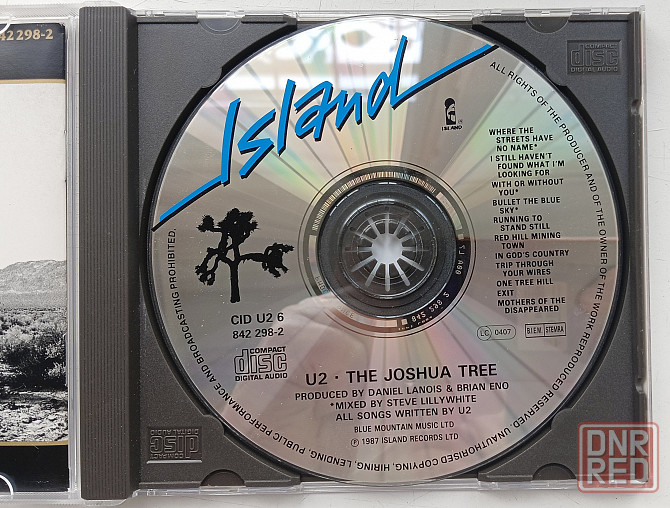 42 298-2
Island
ISLAND
WHERE THE
STREETS HAVE
NO NAME*
I STILL HAVEN'T
FOUND WHAT I'M
LOOKING FOR
WITH OR WITHOUT
YOU*
BULLET THE BLUE
SKY*
RUNNING TO
STAND STILL
RED HILL MINING
TOWN
IN GOD'S COUNTRY
TRIP THROUGH
YOUR WIRES
ONE TREE HILL
EXIT
MOTHERS OF THE
DISAPPEARED
CID U2 6
842 298-2
COMPACT
disc
DIGITAL AUDIO
LC 0407
B.I.E.M. STEMRA
U2 · THE JOSHUA TREE
PRODUCED BY DANIEL LANOIS & BRIAN ENO
*MIXED BY STEVE LILLYWHITE
ALL SONGS WRITTEN BY U2
BLUE MOUNTAIN MUSIC LTD
℗ 1987 ISLAND RECORDS LTD
ALL RIGHTS OF THE PRODUCER AND OF THE OWNER OF THE WORK REPRODUCED RESERVED. UNAUTHORISED COPYING, HIRING, LENDING, PUBLIC PERFORMANCE AND BROADCASTING PROHIBITED.
COMPACT
disc
DIGITAL AUDIO
DNR
RED